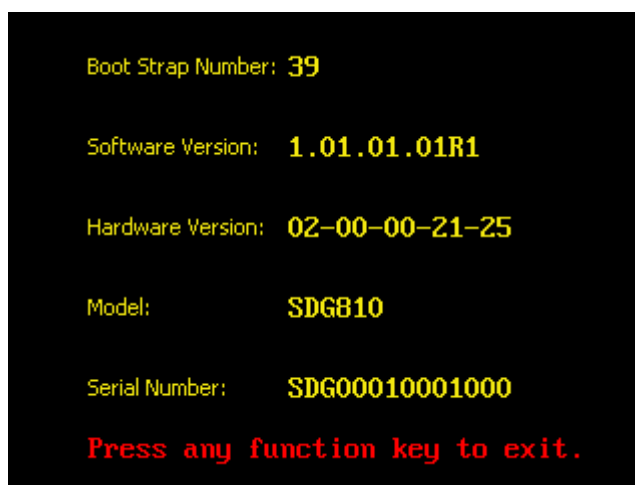 Boot Strap Number: 39
Software Version: 1.01.01.01R1
Hardware Version: 02-00-00-21-25
Model: SDG810
Serial Number: SDG00010001000
Press any function key to exit.